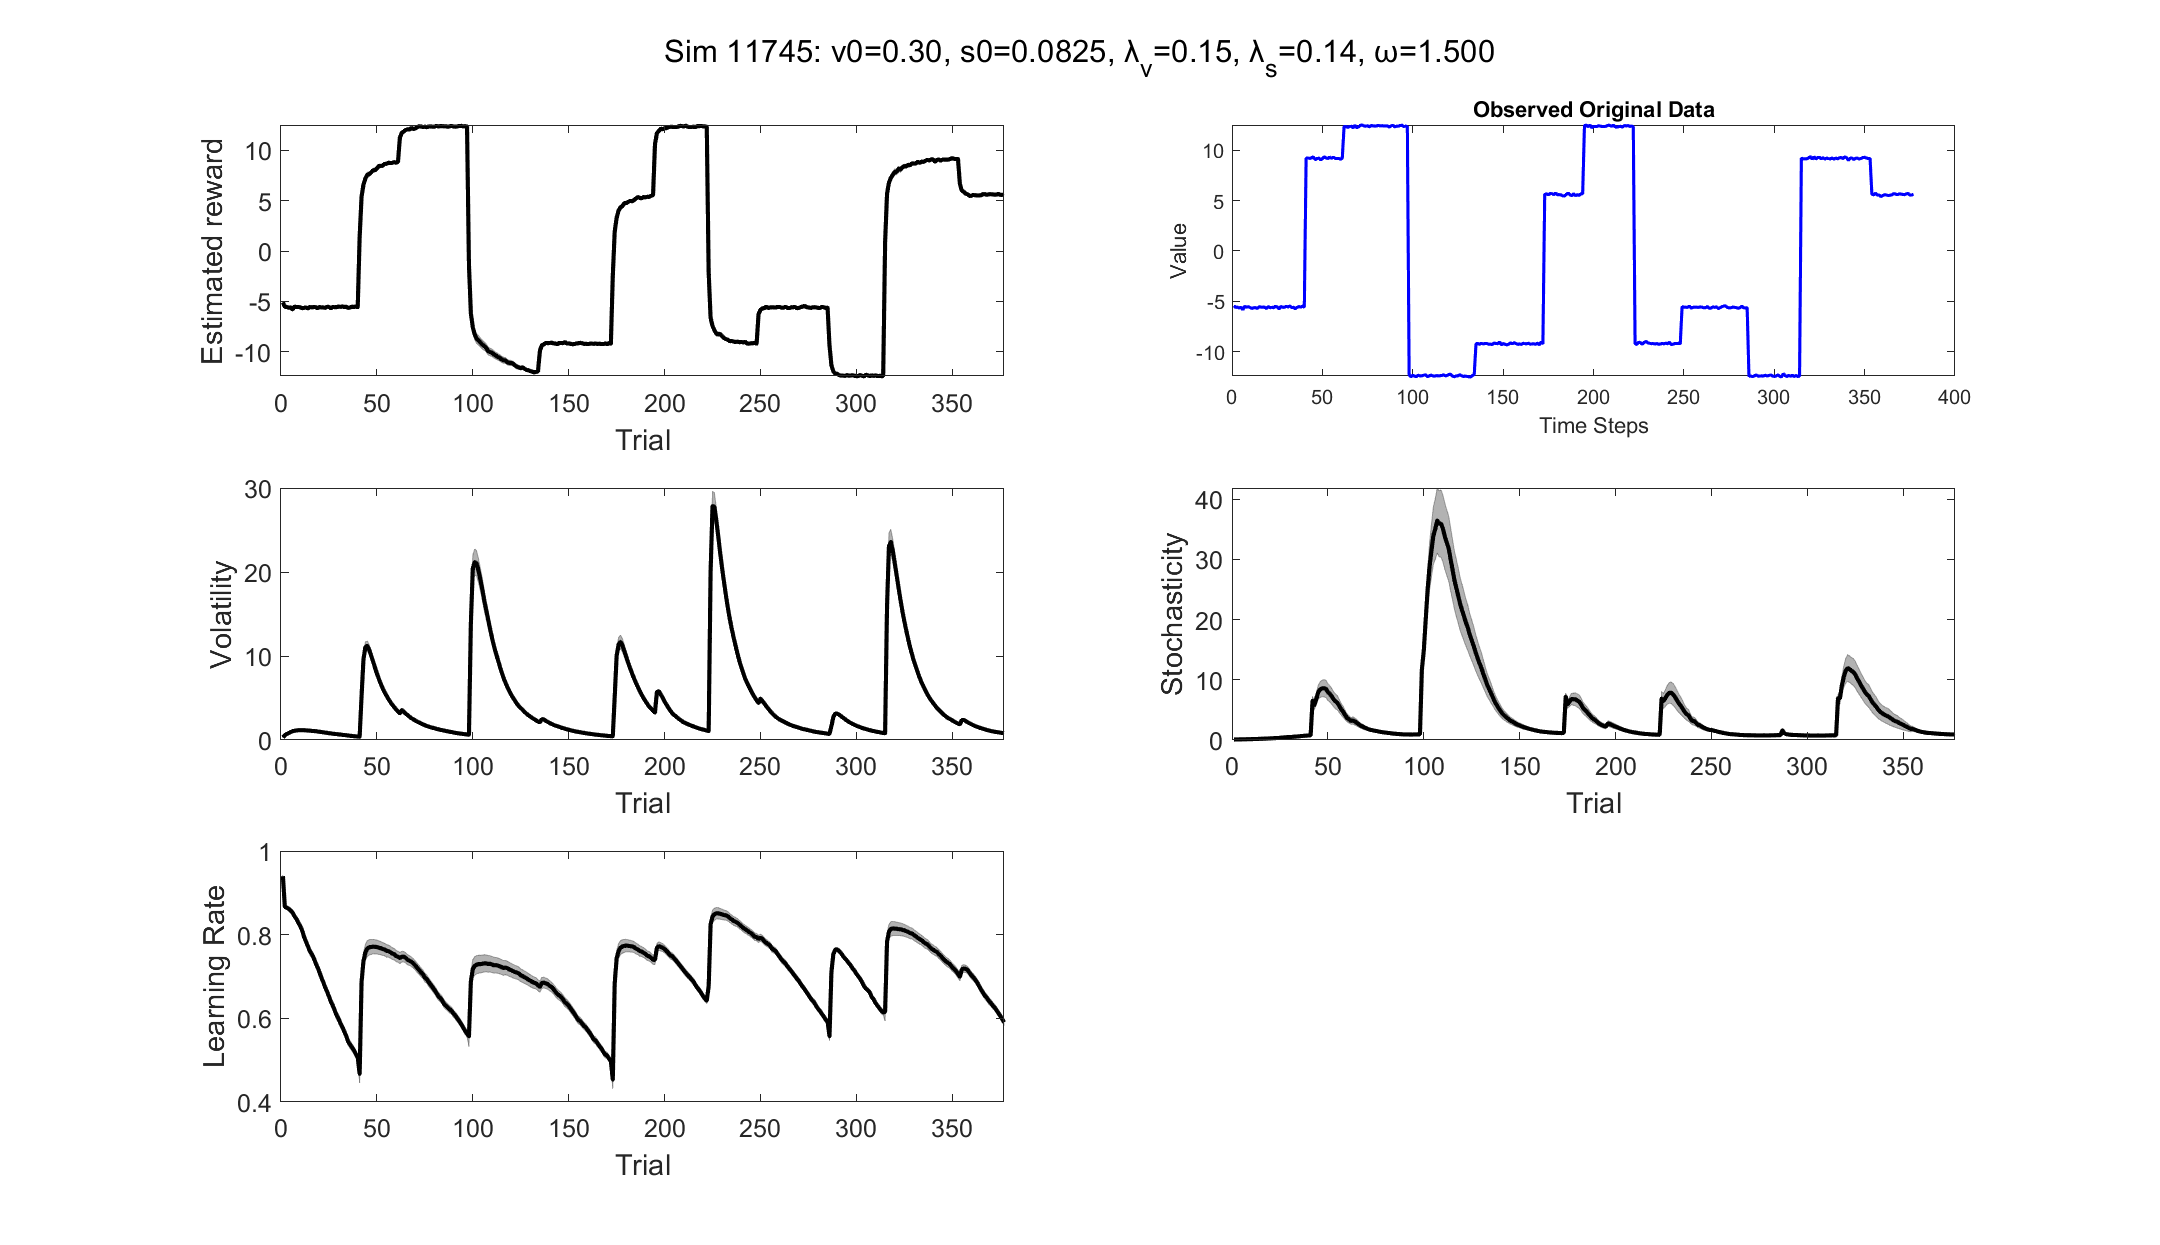 Sim 11745: v0=0.30, s0=0.0825, λ_v=0.15, λ_s=0.14, ω=1.500
Estimated reward
10
5
0
-5
-10
0 50 100 150 200 250 300 350
Trial
Observed Original Data
Value
10
5
0
-5
-10
0 50 100 150 200 250 300 350 400
Time Steps
Volatility
30
20
10
0
0 50 100 150 200 250 300 350
Trial
Stochasticity
40
30
20
10
0
0 50 100 150 200 250 300 350
Trial
Learning Rate
1
0.8
0.6
0.4
0 50 100 150 200 250 300 350
Trial